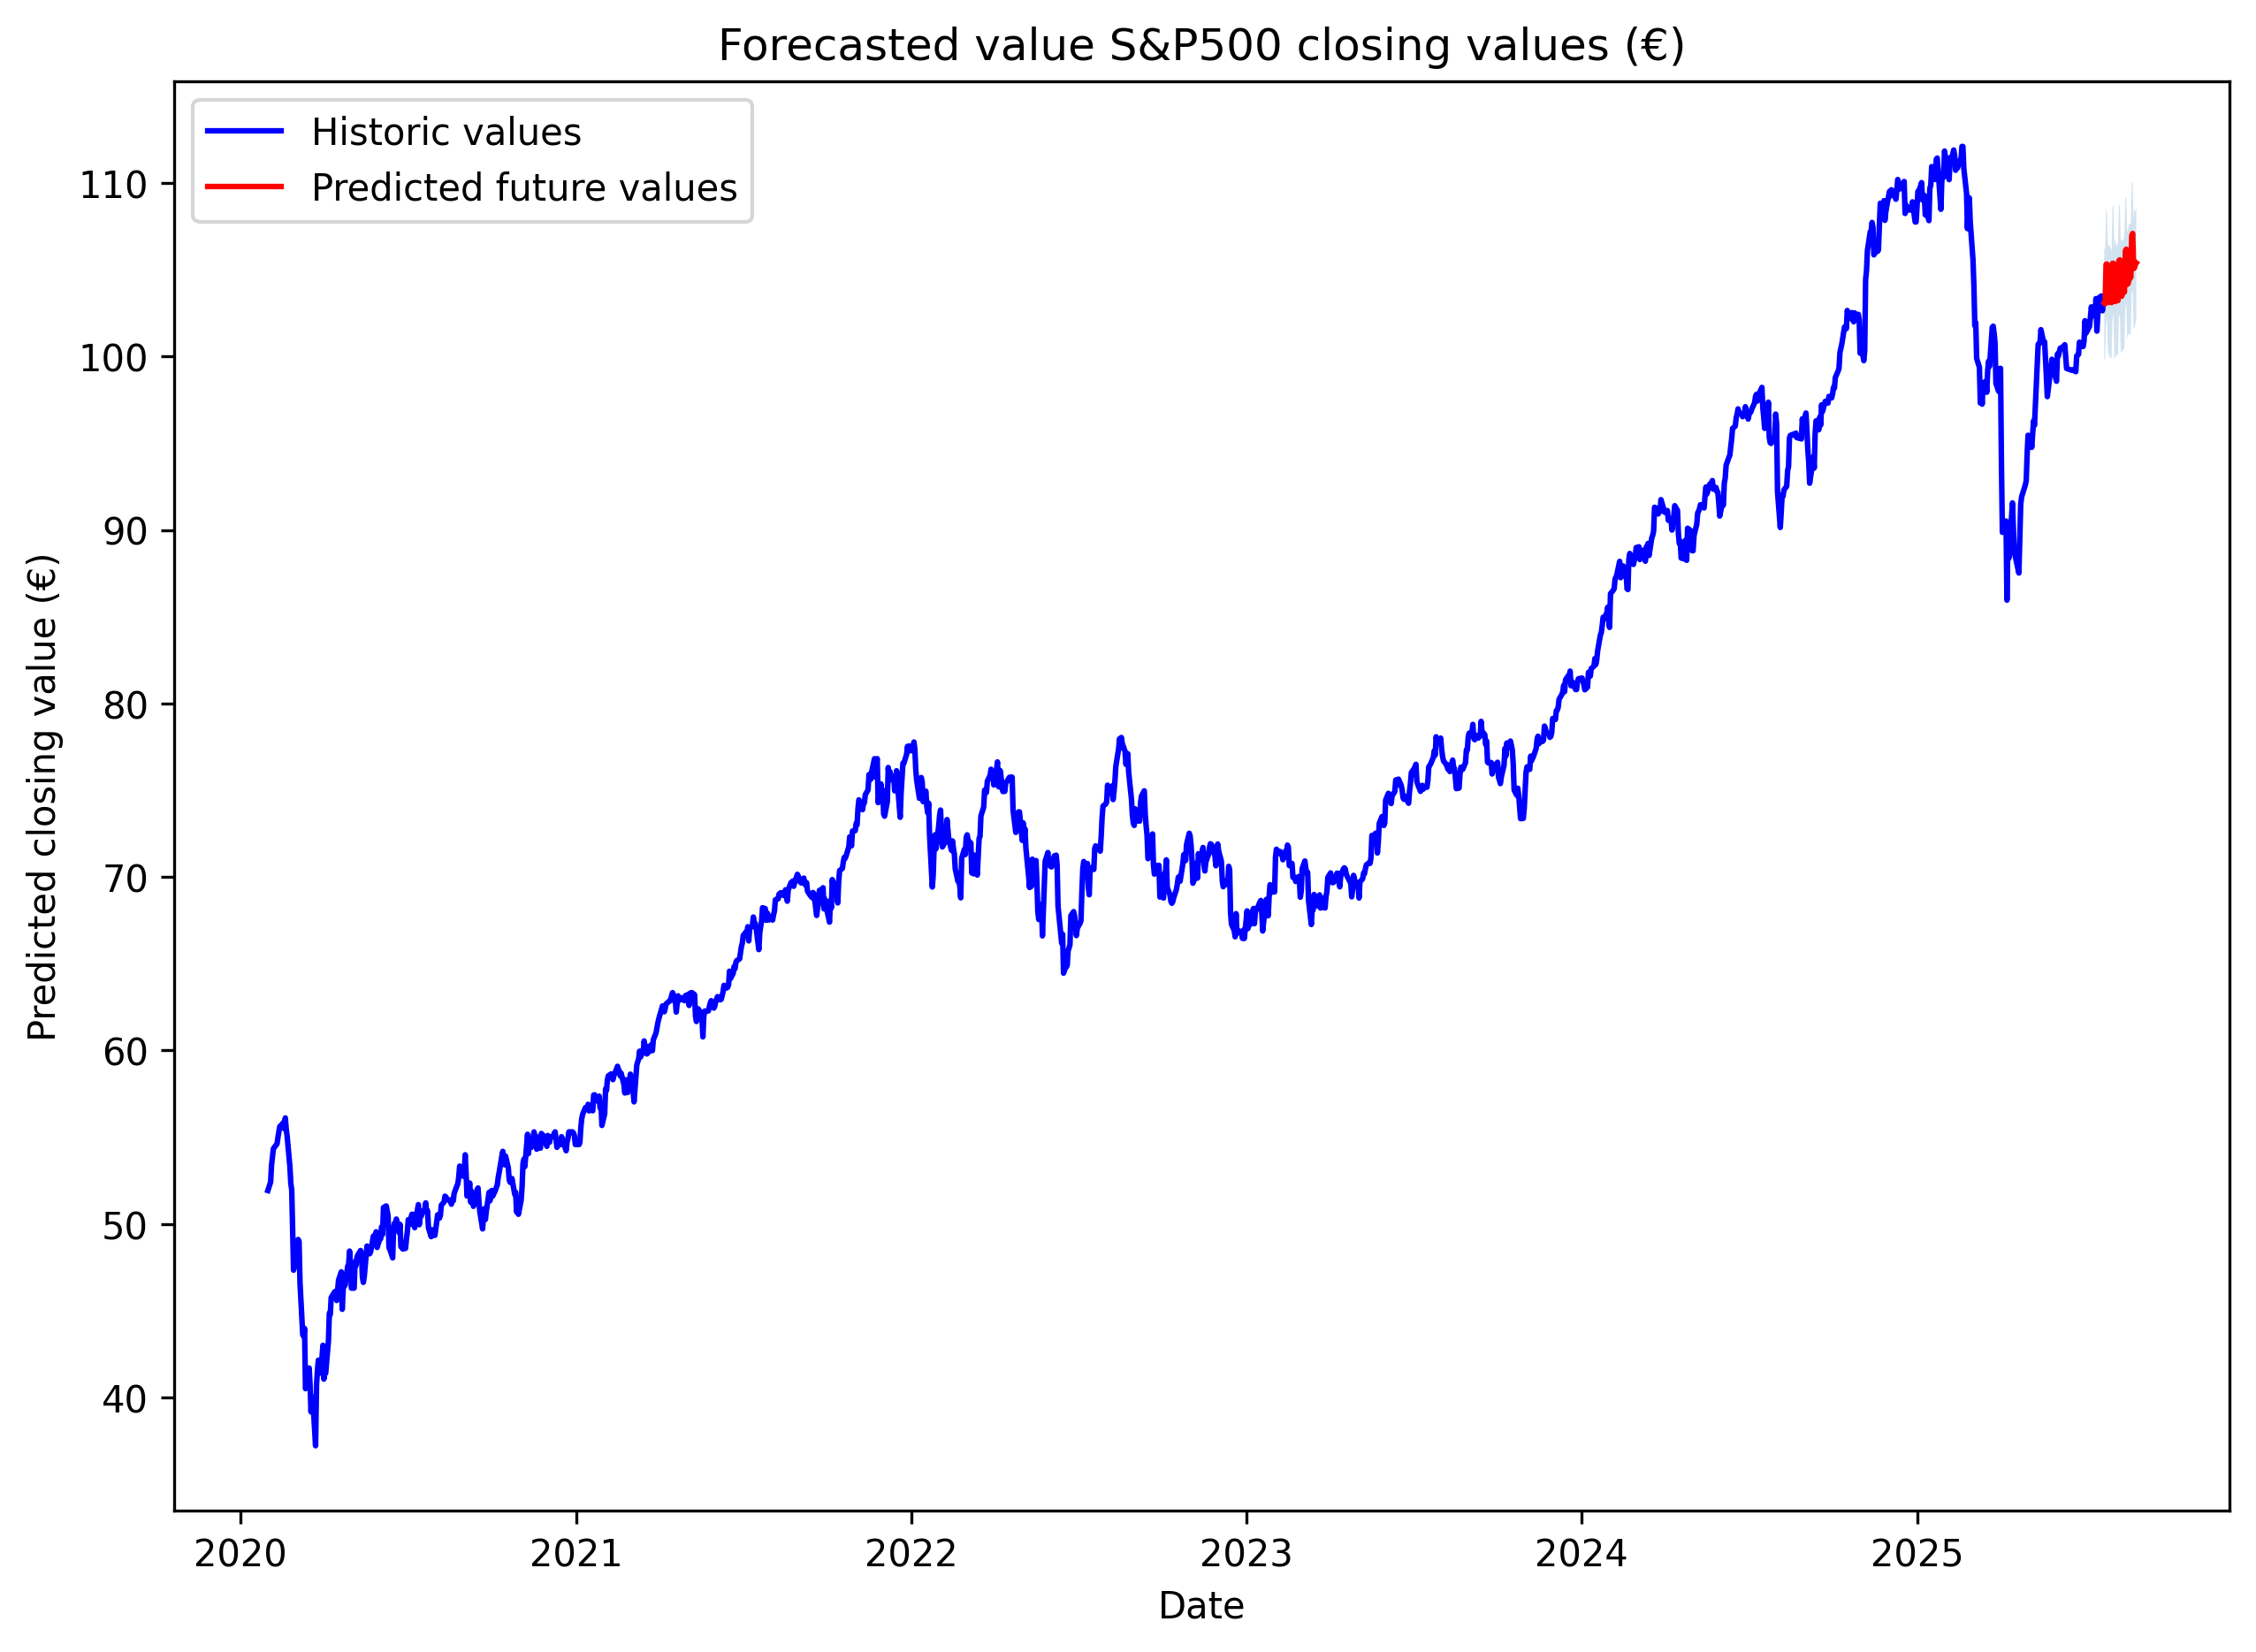 Forecasted value S&P500 closing values (€)
Historic values
Predicted future values
Predicted closing value (€)
110
100
90
80
70
60
50
40
2020 2021 2022 2023 2024 2025
Date